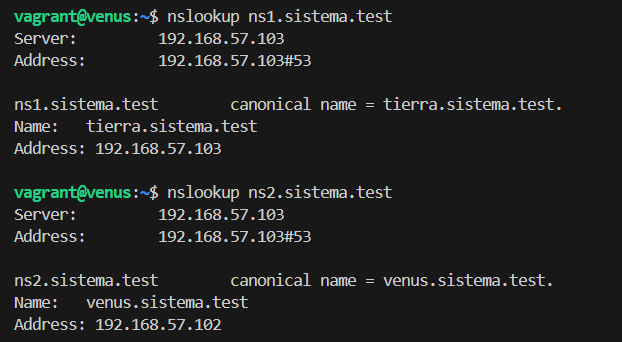 vagrant@venus:~$ nslookup ns1.sistema.test
Server:         192.168.57.103
Address:        192.168.57.103#53

ns1.sistema.test        canonical name = tierra.sistema.test.
Name:   tierra.sistema.test
Address: 192.168.57.103

vagrant@venus:~$ nslookup ns2.sistema.test
Server:         192.168.57.103
Address:        192.168.57.103#53

ns2.sistema.test        canonical name = venus.sistema.test.
Name:   venus.sistema.test
Address: 192.168.57.102